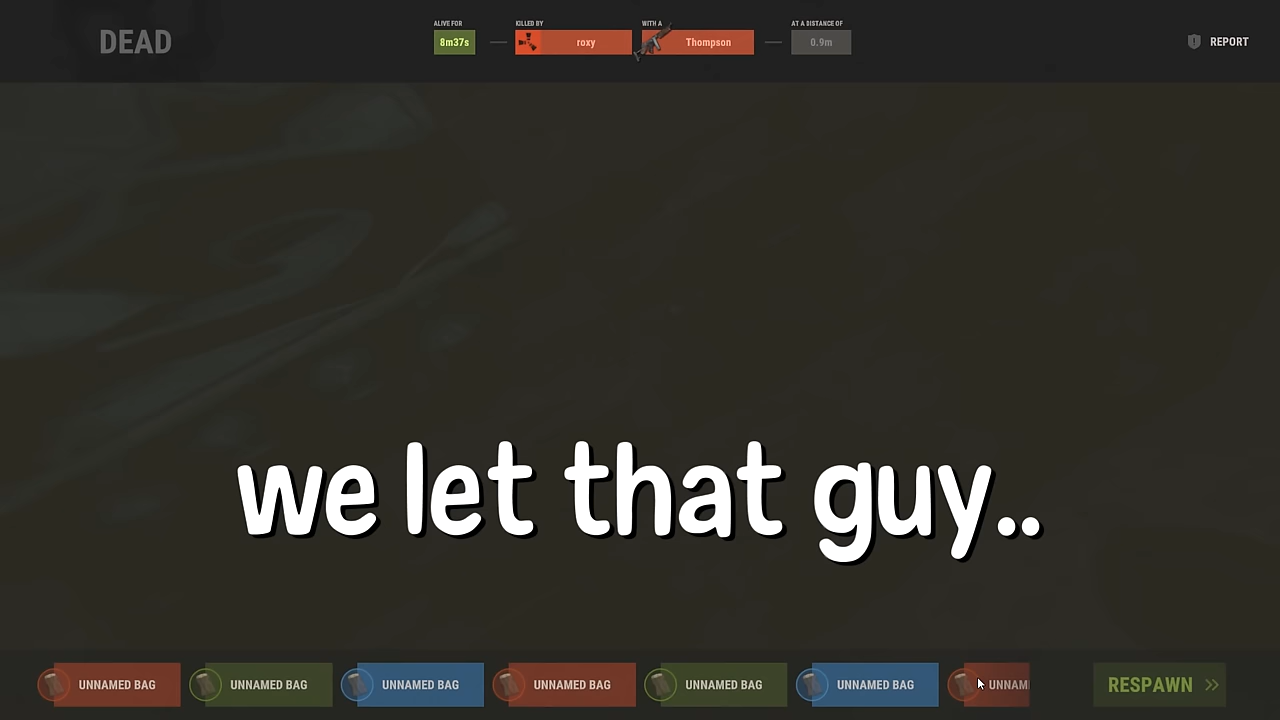 DEAD
ALIVE FOR
8m37s
KILLED BY
roxy
WITH A
Thompson
AT A DISTANCE OF
0.9m
REPORT
we let that guy..
UNNAMED BAG
UNNAMED BAG
UNNAMED BAG
UNNAMED BAG
UNNAMED BAG
UNNAMED BAG
UNNAM
RESPAWN